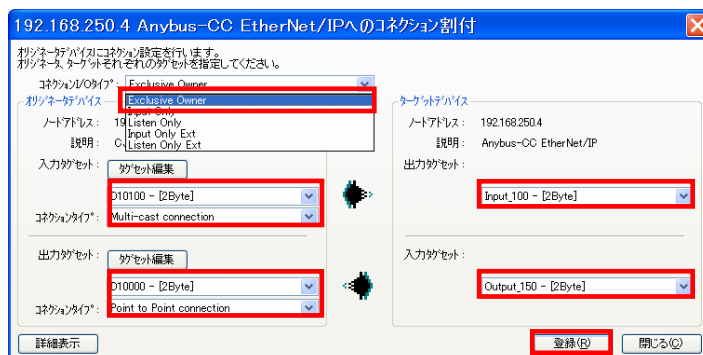 192.168.250.4 Anybus-CC EtherNet/IPへのコネクション割付
オリジネータデバイスにコネクション設定を行います。
オリジネータ、ターゲットそれぞれのタグセットを指定してください。
コネクションI/Oタイプ : Exclusive Owner
Exclusive Owner
Input Only
Listen Only
Input Only Ext
Listen Only Ext
オリジネータデバイス
ノードアドレス : 19
説明 : C
入力タグセット : タグセット編集
D10100 - [2Byte]
コネクションタイプ : Multi-cast connection
出力タグセット : タグセット編集
D10000 - [2Byte]
コネクションタイプ : Point to Point connection
ターゲットデバイス
ノードアドレス : 192.168.250.4
説明 : Anybus-CC EtherNet/IP
出力タグセット :
Input_100 - [2Byte]
入力タグセット :
Output_150 - [2Byte]
詳細表示
登録(R)
閉じる(C)